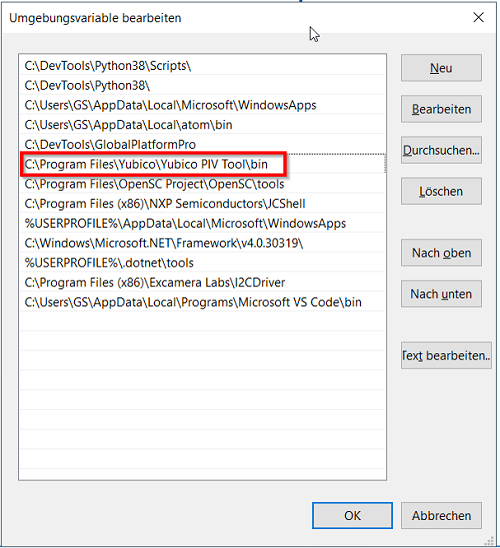 Umgebungsvariable bearbeiten
C:\DevTools\Python38\Scripts\
C:\DevTools\Python38\
C:\Users\GS\AppData\Local\Microsoft\WindowsApps
C:\Users\GS\AppData\Local\atom\bin
C:\DevTools\GlobalPlatformPro
C:\Program Files\Yubico\Yubico PIV Tool\bin
C:\Program Files\OpenSC Project\OpenSC\tools
C:\Program Files (x86)\NXP Semiconductors\JCShell
%USERPROFILE%\AppData\Local\Microsoft\WindowsApps
C:\Windows\Microsoft.NET\Framework\v4.0.30319\
%USERPROFILE%\.dotnet\tools
C:\Program Files (x86)\Excamera Labs\I2CDriver
C:\Users\GS\AppData\Local\Programs\Microsoft VS Code\bin
Neu
Bearbeiten
Durchsuchen...
Löschen
Nach oben
Nach unten
Text bearbeiten..
OK
Abbrechen